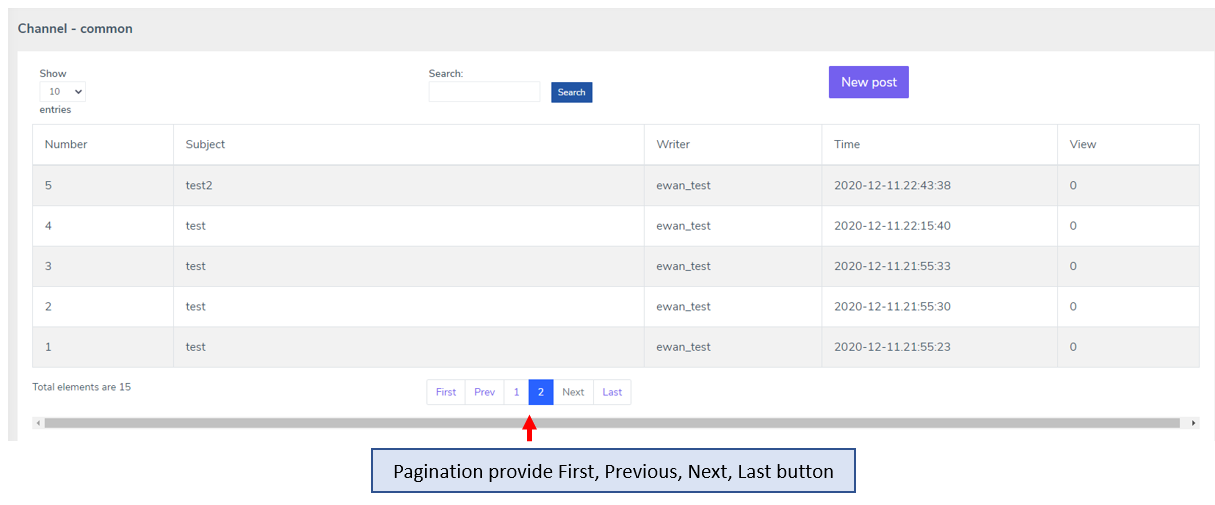 Channel - common
Show
10
entries
Search:
Search
New post
Number Subject Writer Time View
5 test2 ewan_test 2020-12-11.22:43:38 0
4 test ewan_test 2020-12-11.22:15:40 0
3 test ewan_test 2020-12-11.21:55:33 0
2 test ewan_test 2020-12-11.21:55:30 0
1 test ewan_test 2020-12-11.21:55:23 0
Total elements are 15
First Prev 1 2 Next Last
Pagination provide First, Previous, Next, Last button